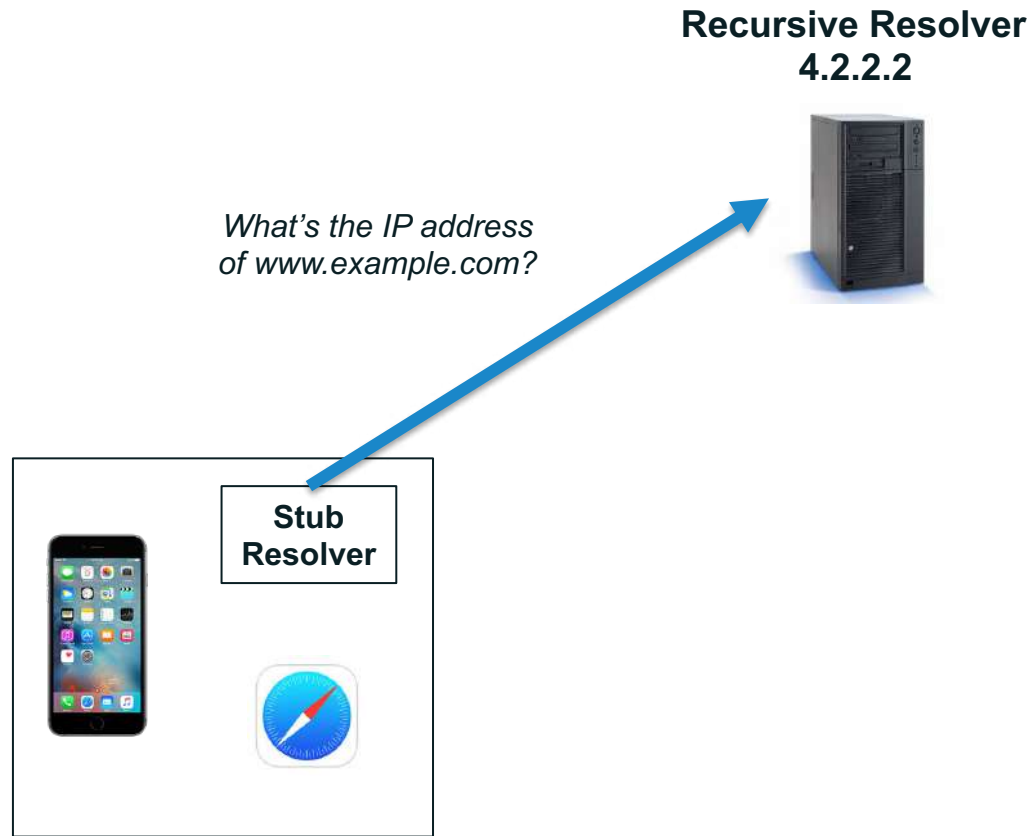 Recursive Resolver
4.2.2.2
What's the IP address
of www.example.com?
Stub
Resolver